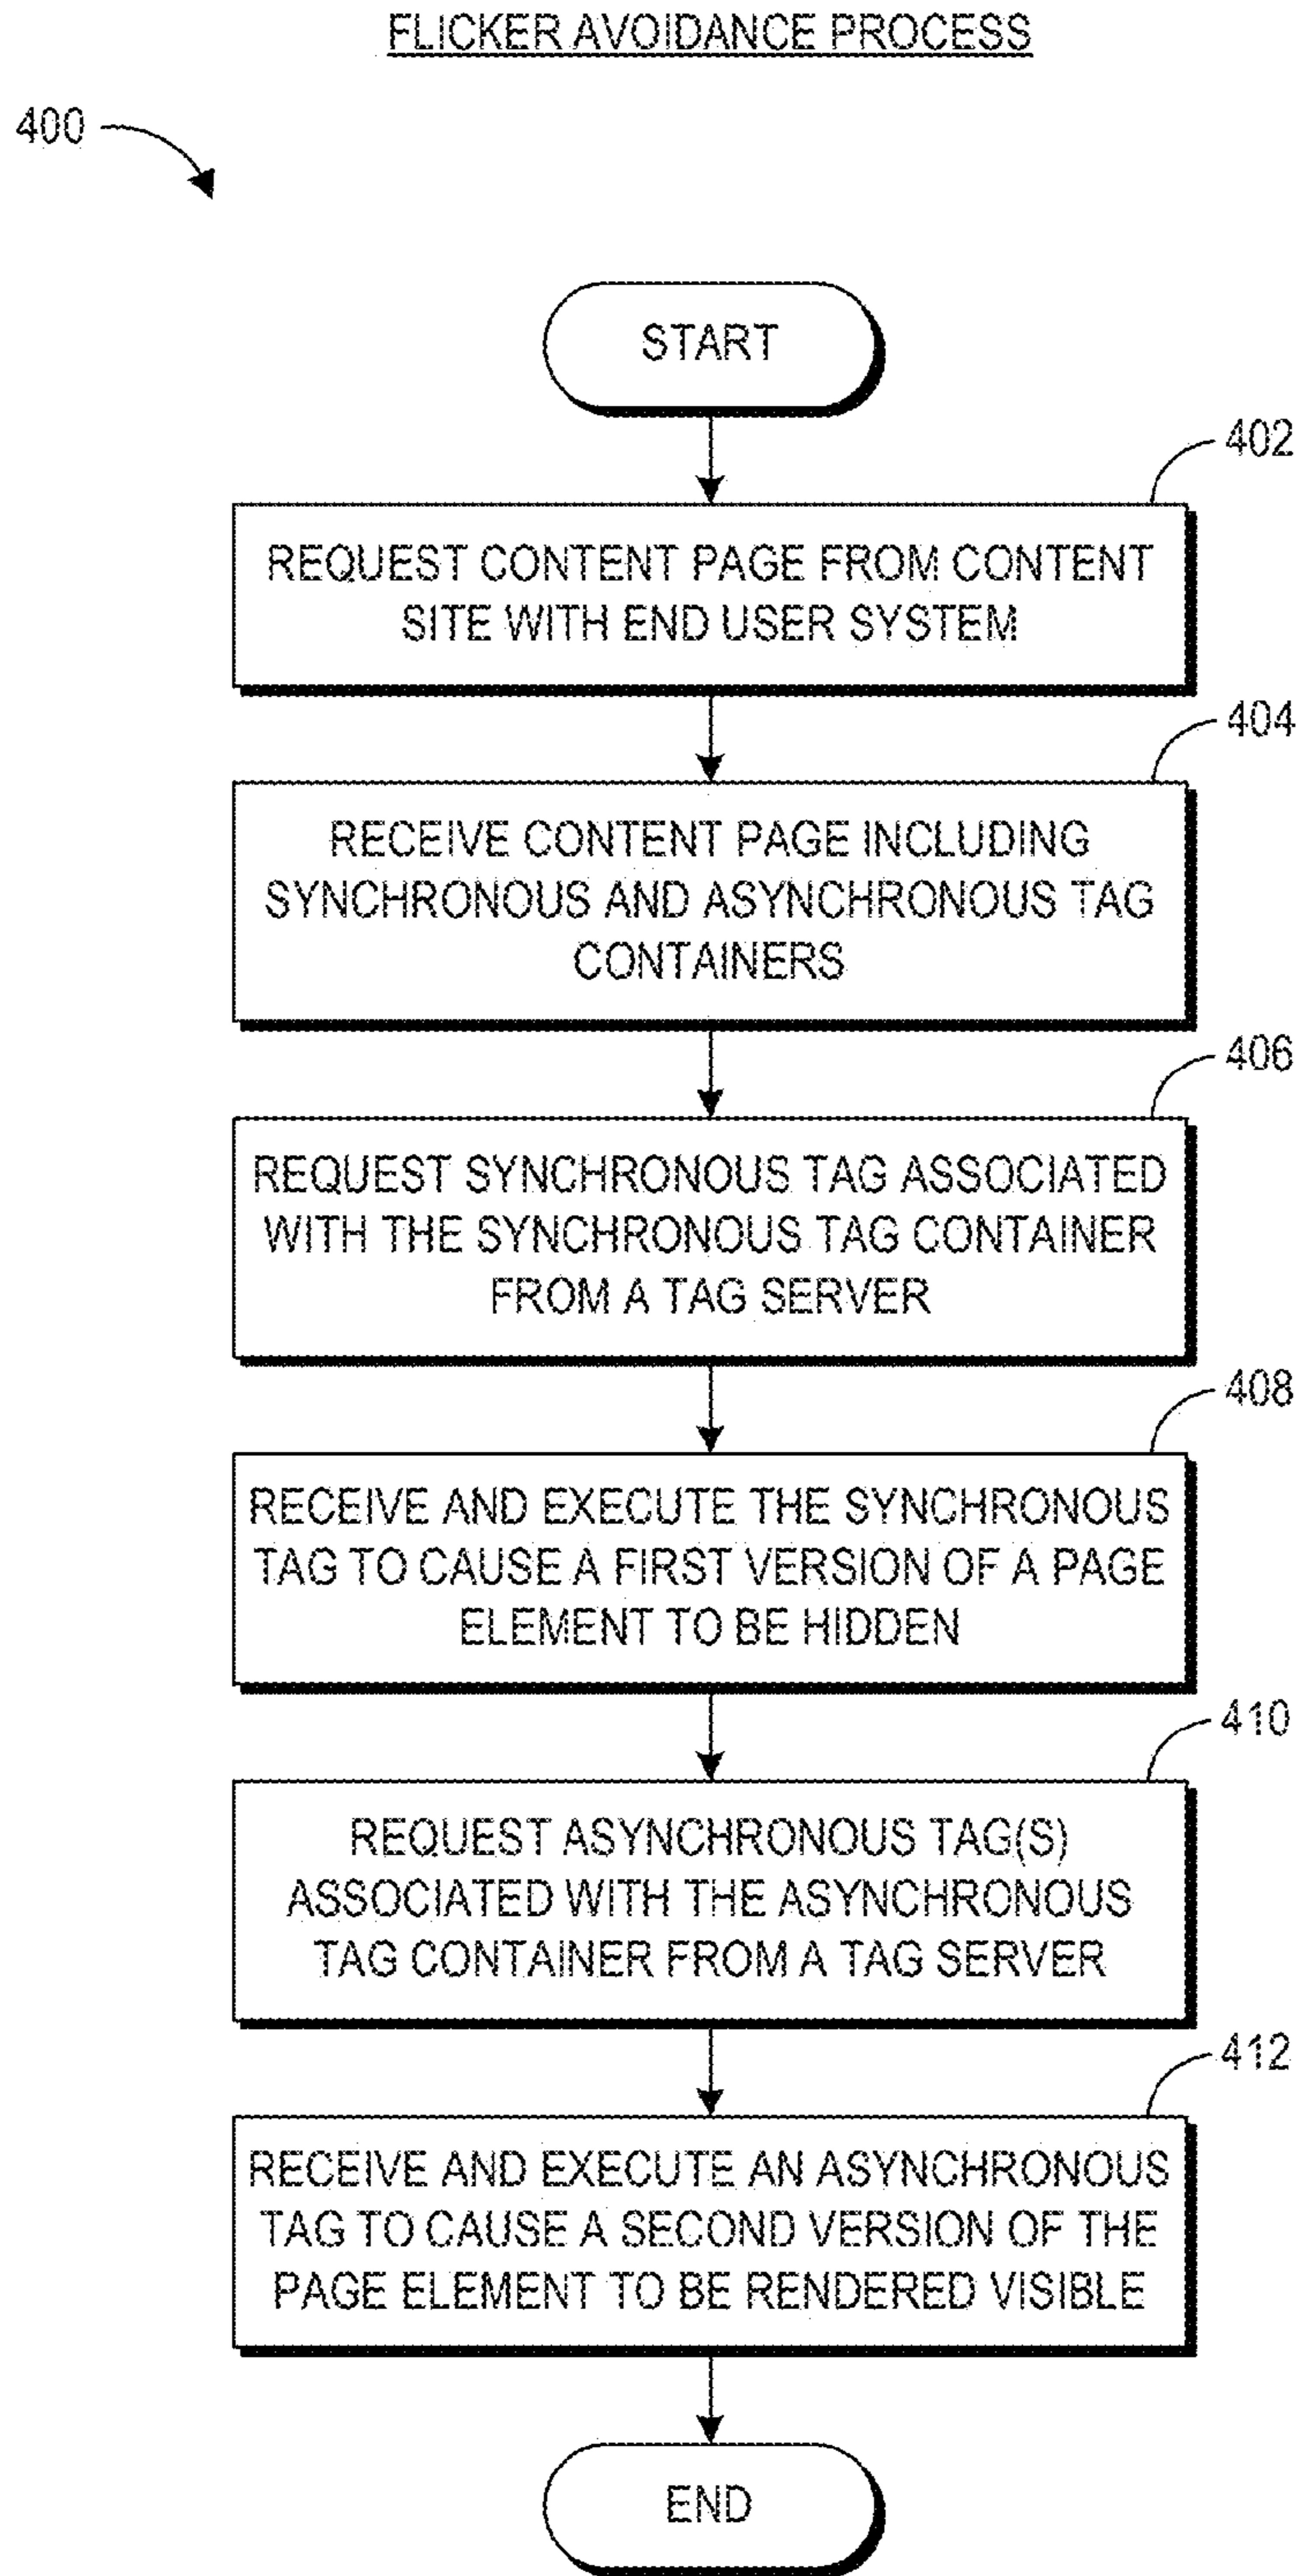 FLICKER AVOIDANCE PROCESS
400
START
402
REQUEST CONTENT PAGE FROM CONTENT
SITE WITH END USER SYSTEM
404
RECEIVE CONTENT PAGE INCLUDING
SYNCHRONOUS AND ASYNCHRONOUS TAG
CONTAINERS
406
REQUEST SYNCHRONOUS TAG ASSOCIATED
WITH THE SYNCHRONOUS TAG CONTAINER
FROM A TAG SERVER
408
RECEIVE AND EXECUTE THE SYNCHRONOUS
TAG TO CAUSE A FIRST VERSION OF A PAGE
ELEMENT TO BE HIDDEN
410
REQUEST ASYNCHRONOUS TAG(S)
ASSOCIATED WITH THE ASYNCHRONOUS
TAG CONTAINER FROM A TAG SERVER
412
RECEIVE AND EXECUTE AN ASYNCHRONOUS
TAG TO CAUSE A SECOND VERSION OF THE
PAGE ELEMENT TO BE RENDERED VISIBLE
END